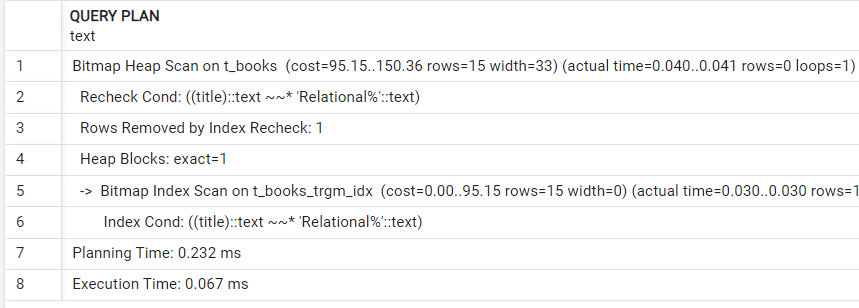 QUERY PLAN
text
1 Bitmap Heap Scan on t_books (cost=95.15..150.36 rows=15 width=33) (actual time=0.040..0.041 rows=0 loops=1)
2 Recheck Cond: ((title)::text ~~* 'Relational%'::text)
3 Rows Removed by Index Recheck: 1
4 Heap Blocks: exact=1
5 -> Bitmap Index Scan on t_books_trgm_idx (cost=0.00..95.15 rows=15 width=0) (actual time=0.030..0.030 rows=1
6 Index Cond: ((title)::text ~~* 'Relational%'::text)
7 Planning Time: 0.232 ms
8 Execution Time: 0.067 ms